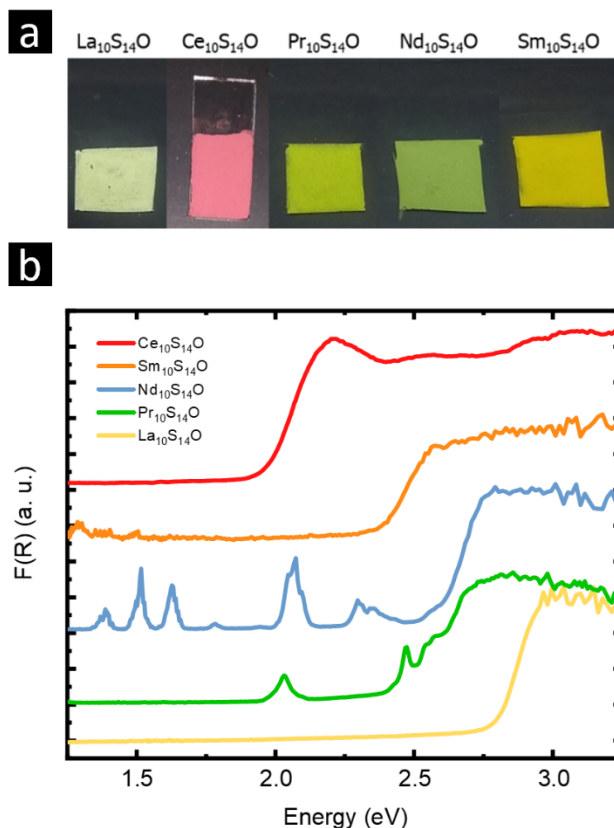 a
La₁₀S₁₄O Ce₁₀S₁₄O Pr₁₀S₁₄O Nd₁₀S₁₄O Sm₁₀S₁₄O
b
Ce₁₀S₁₄O
Sm₁₀S₁₄O
Nd₁₀S₁₄O
Pr₁₀S₁₄O
La₁₀S₁₄O
F(R) (a. u.)
1.5 2.0 2.5 3.0
Energy (eV)